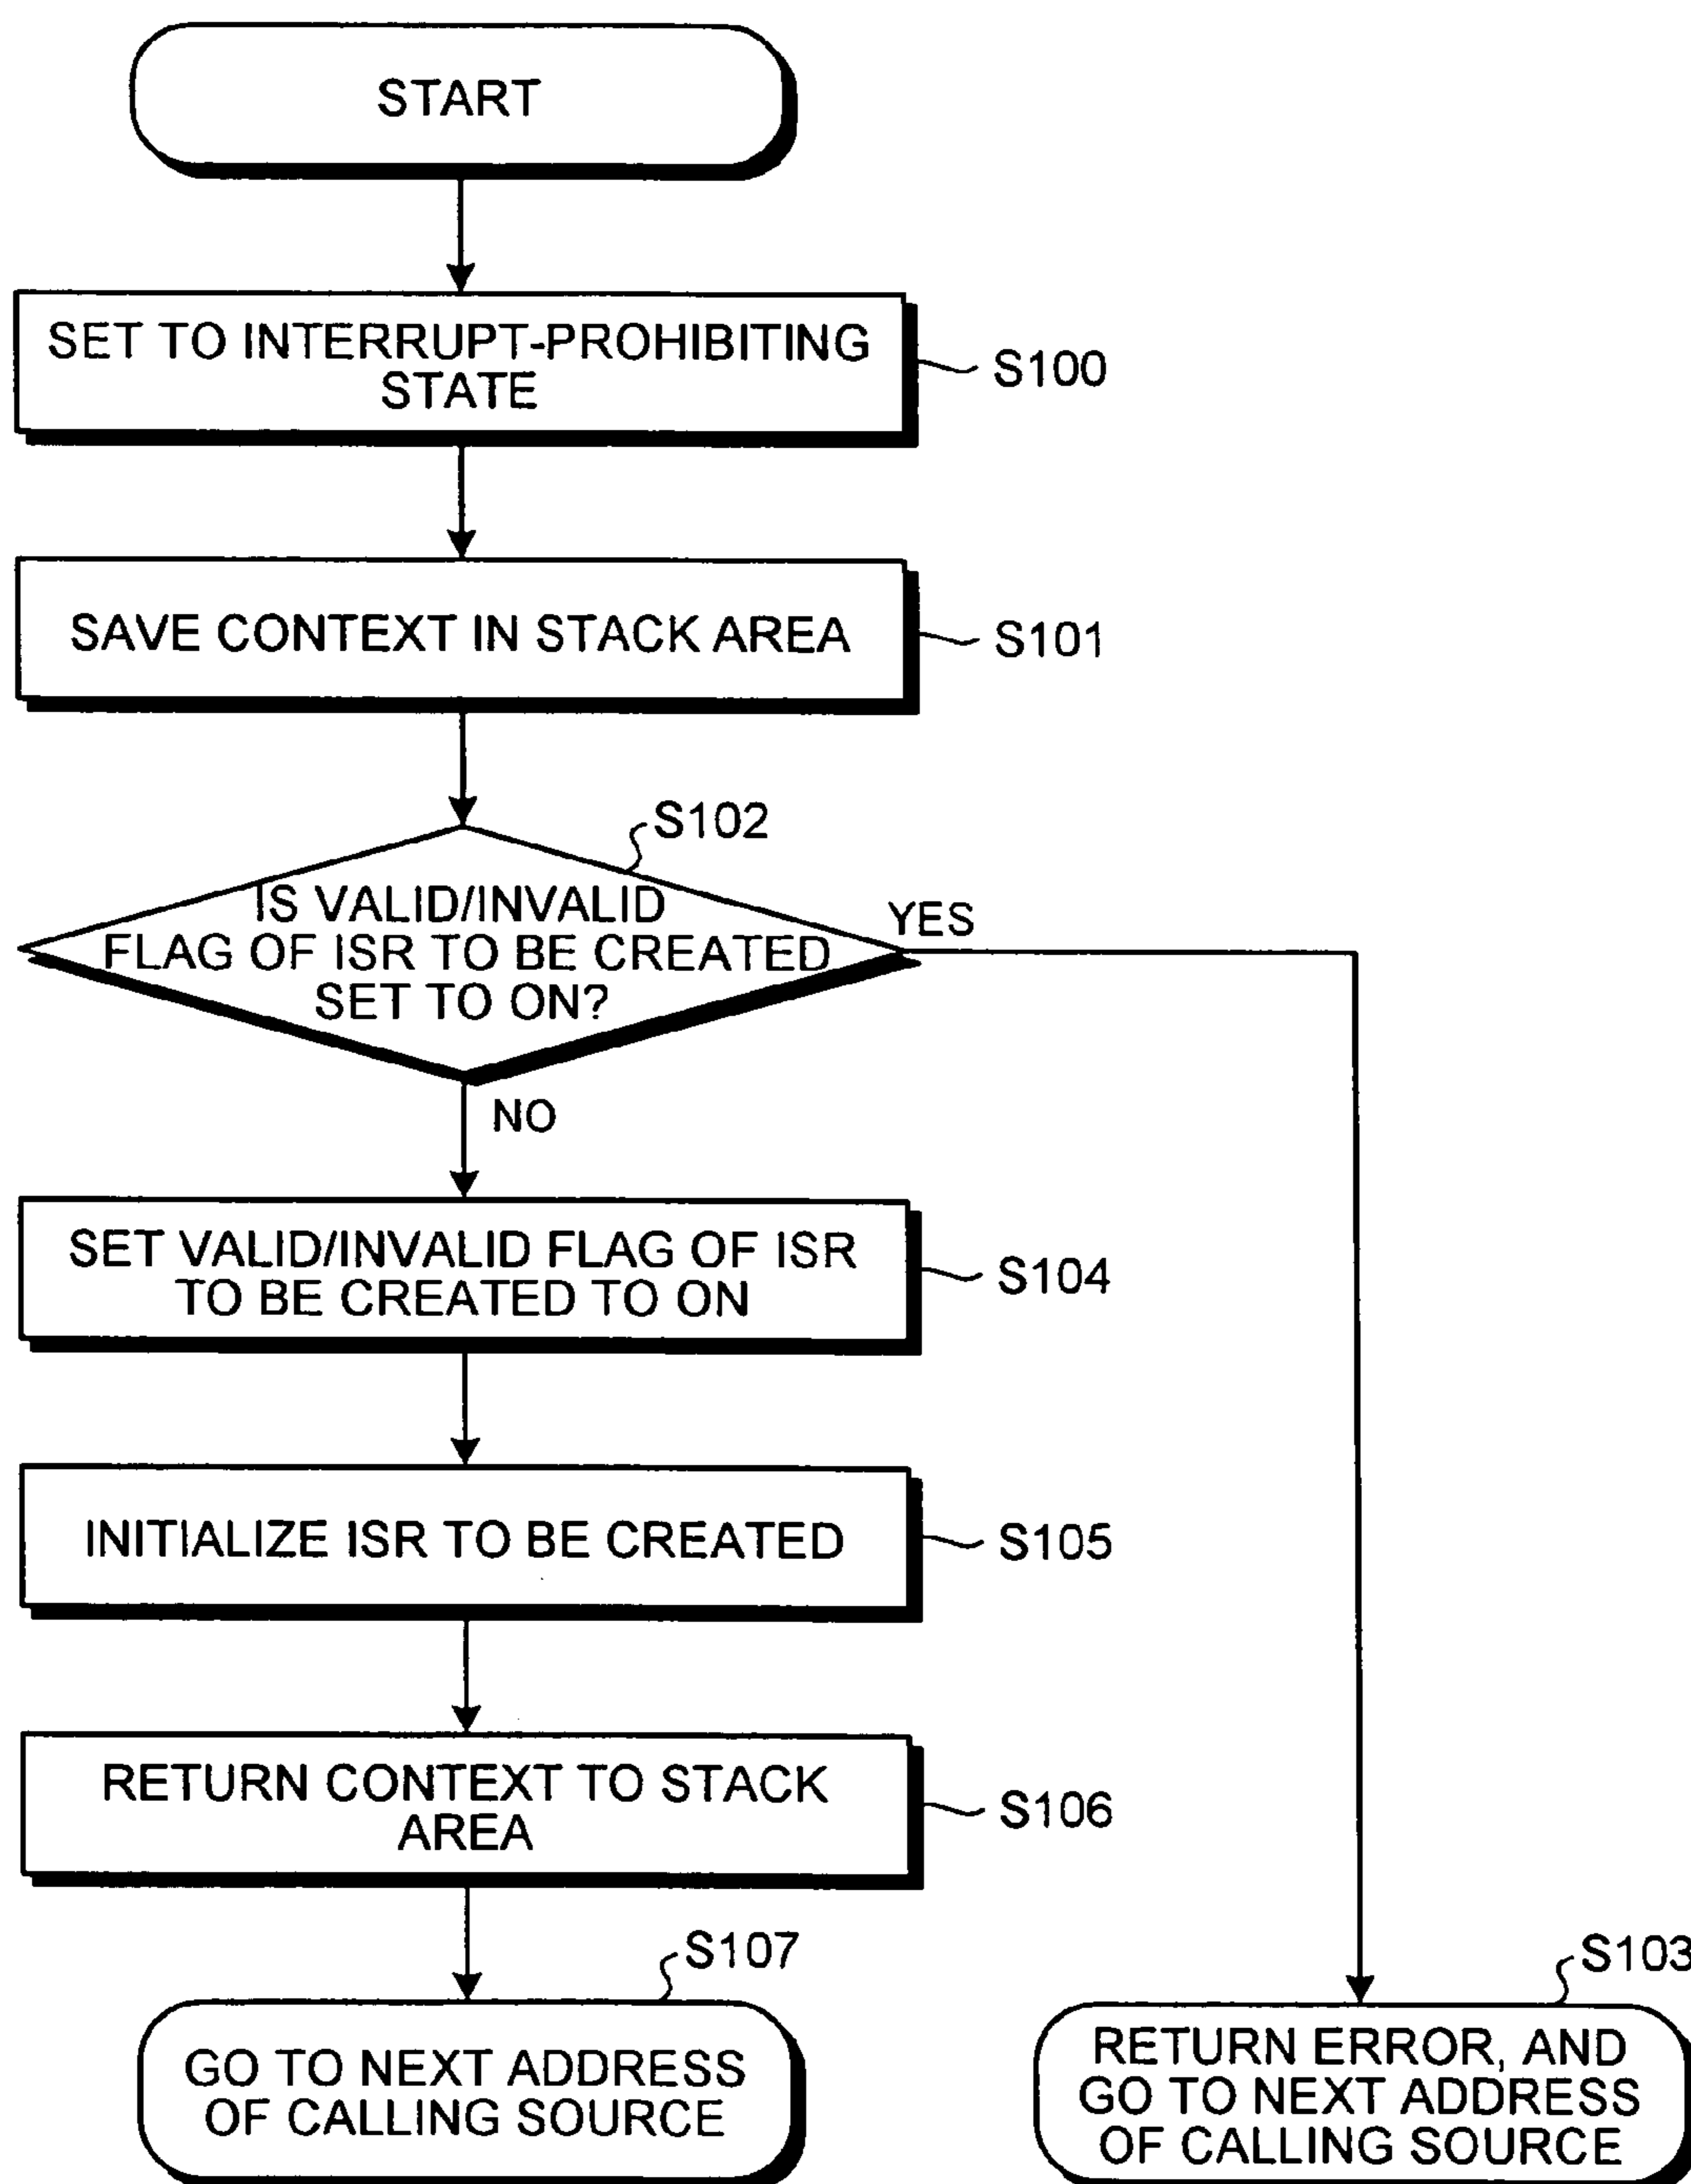 START
SET TO INTERRUPT-PROHIBITING
STATE
S100
SAVE CONTEXT IN STACK AREA
S101
S102
IS VALID/INVALID
FLAG OF ISR TO BE CREATED
SET TO ON?
YES
NO
SET VALID/INVALID FLAG OF ISR
TO BE CREATED TO ON
S104
INITIALIZE ISR TO BE CREATED
S105
RETURN CONTEXT TO STACK
AREA
S106
S107
GO TO NEXT ADDRESS
OF CALLING SOURCE
S103
RETURN ERROR, AND
GO TO NEXT ADDRESS
OF CALLING SOURCE